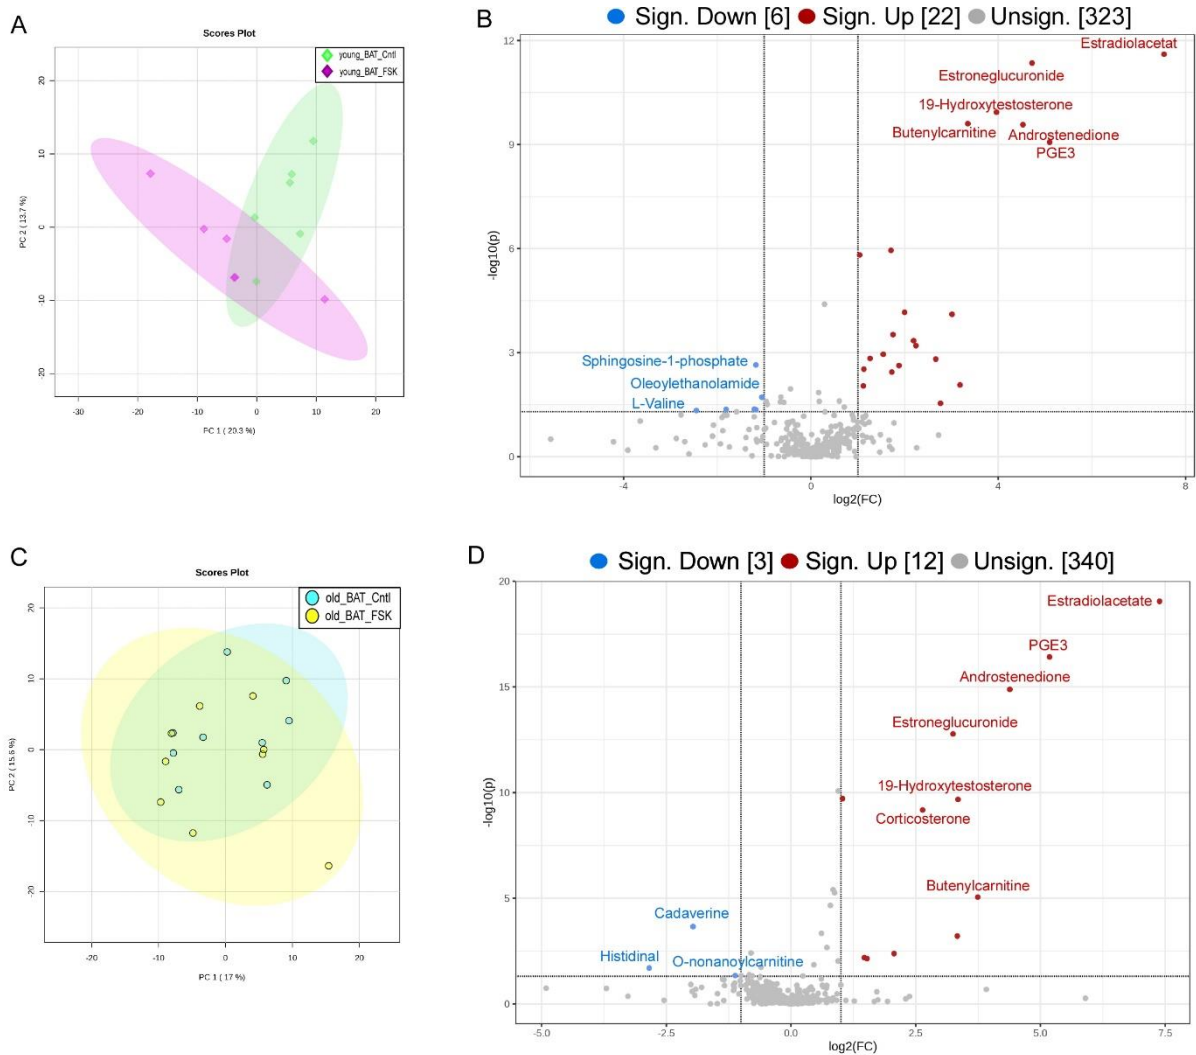 A
Scores Plot
young_BAT_Cntl
young_BAT_FSK
20
10
0
-10
-20
PC 2 ( 13.7 %)
-30
-20
-10
0
10
20
PC 1 ( 20.3 %)
B
Sign. Down [6] Sign. Up [22] Unsign. [323]
12
9
6
3
0
-log10(p)
Estradiolacetat
Estroneglucuronide
19-Hydroxytestosterone
Butenylcarnitine
Androstenedione
PGE3
Sphingosine-1-phosphate
Oleoylethanolamide
L-Valine
-4
0
4
8
log2(FC)
C
Scores Plot
old_BAT_Cntl
old_BAT_FSK
20
10
0
-10
-20
PC 2 ( 15.6 %)
-20
-10
0
10
20
PC 1 ( 17 %)
D
Sign. Down [3] Sign. Up [12] Unsign. [340]
20
15
10
5
0
-log10(p)
Estradiolacetate
PGE3
Androstenedione
Estroneglucuronide
19-Hydroxytestosterone
Corticosterone
Butenylcarnitine
Cadaverine
Histidinal
O-nonanoylcarnitine
-5.0
-2.5
0.0
2.5
5.0
7.5
log2(FC)